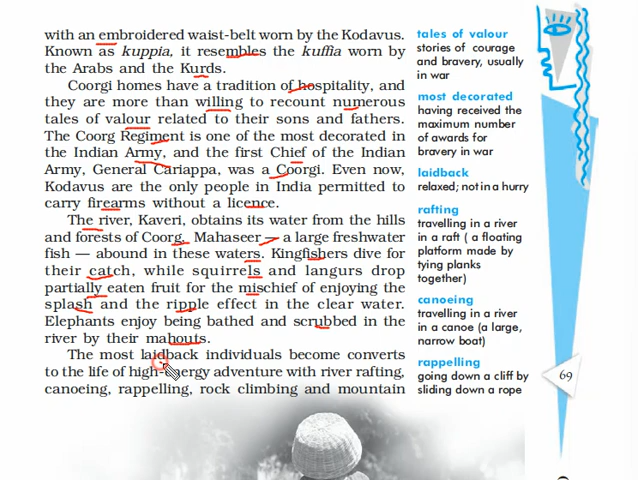 with an embroidered waist-belt worn by the Kodavus.
Known as kuppia, it resembles the kuffia worn by
the Arabs and the Kurds.
Coorgi homes have a tradition of hospitality, and
they are more than willing to recount numerous
tales of valour related to their sons and fathers.
The Coorg Regiment is one of the most decorated in
the Indian Army, and the first Chief of the Indian
Army, General Cariappa, was a Coorgi. Even now,
Kodavus are the only people in India permitted to
carry firearms without a licence.
The river, Kaveri, obtains its water from the hills
and forests of Coorg. Mahaseer — a large freshwater
fish — abound in these waters. Kingfishers dive for
their catch, while squirrels and langurs drop
partially eaten fruit for the mischief of enjoying the
splash and the ripple effect in the clear water.
Elephants enjoy being bathed and scrubbed in the
river by their mahouts.
The most laidback individuals become converts
to the life of high-energy adventure with river rafting,
canoeing, rappelling, rock climbing and mountain
tales of valour
stories of courage
and bravery, usually
in war
most decorated
having received the
maximum number
of awards for
bravery in war
laidback
relaxed; not in a hurry
rafting
travelling in a river
in a raft ( a floating
platform made by
tying planks
together)
canoeing
travelling in a river
in a canoe (a large,
narrow boat)
rappelling
going down a cliff by
sliding down a rope
69